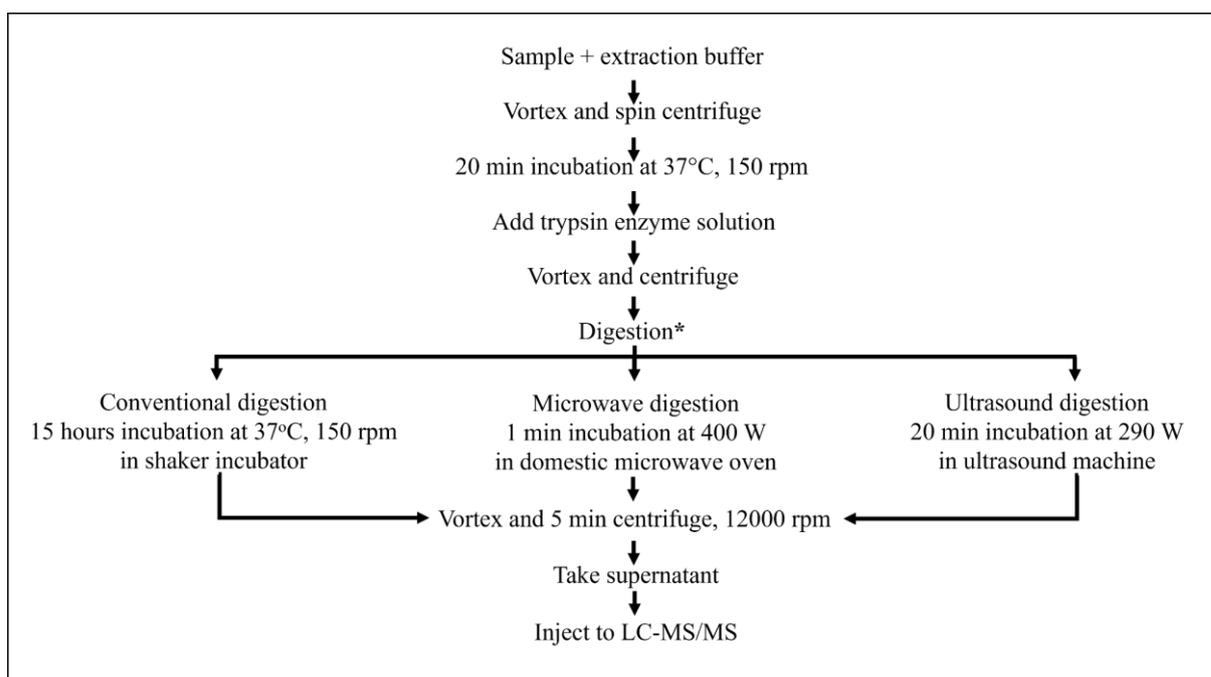 Sample + extraction buffer
Vortex and spin centrifuge
20 min incubation at 37°C, 150 rpm
Add trypsin enzyme solution
Vortex and centrifuge
Digestion*
Conventional digestion
15 hours incubation at 37ºC, 150 rpm
in shaker incubator
Microwave digestion
1 min incubation at 400 W
in domestic microwave oven
Ultrasound digestion
20 min incubation at 290 W
in ultrasound machine
Vortex and 5 min centrifuge, 12000 rpm
Take supernatant
Inject to LC-MS/MS